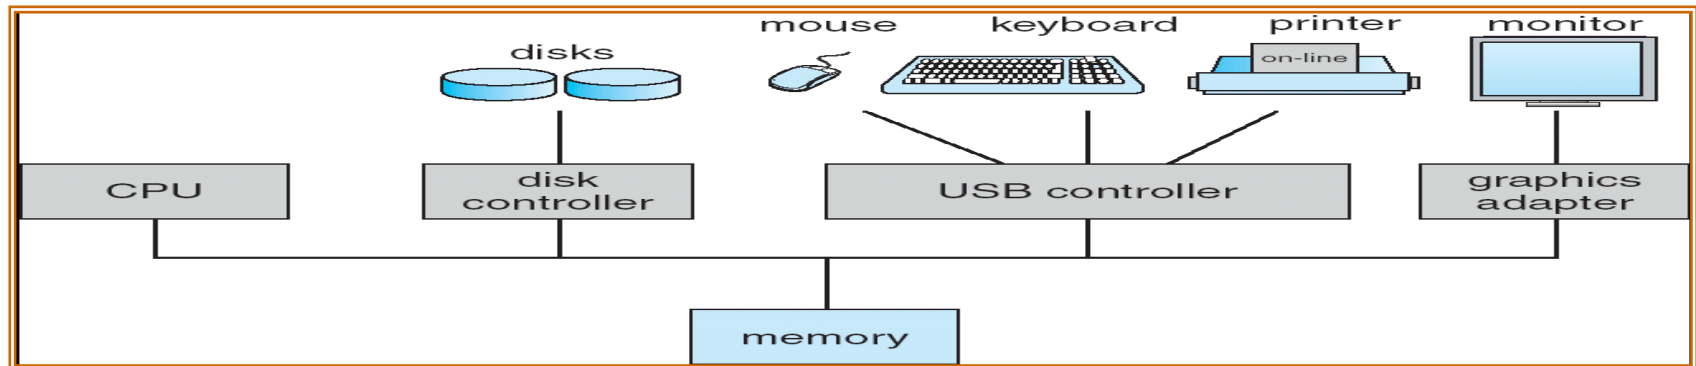 mouse
keyboard
printer
monitor
disks
on-line
CPU
disk
controller
USB controller
graphics
adapter
memory